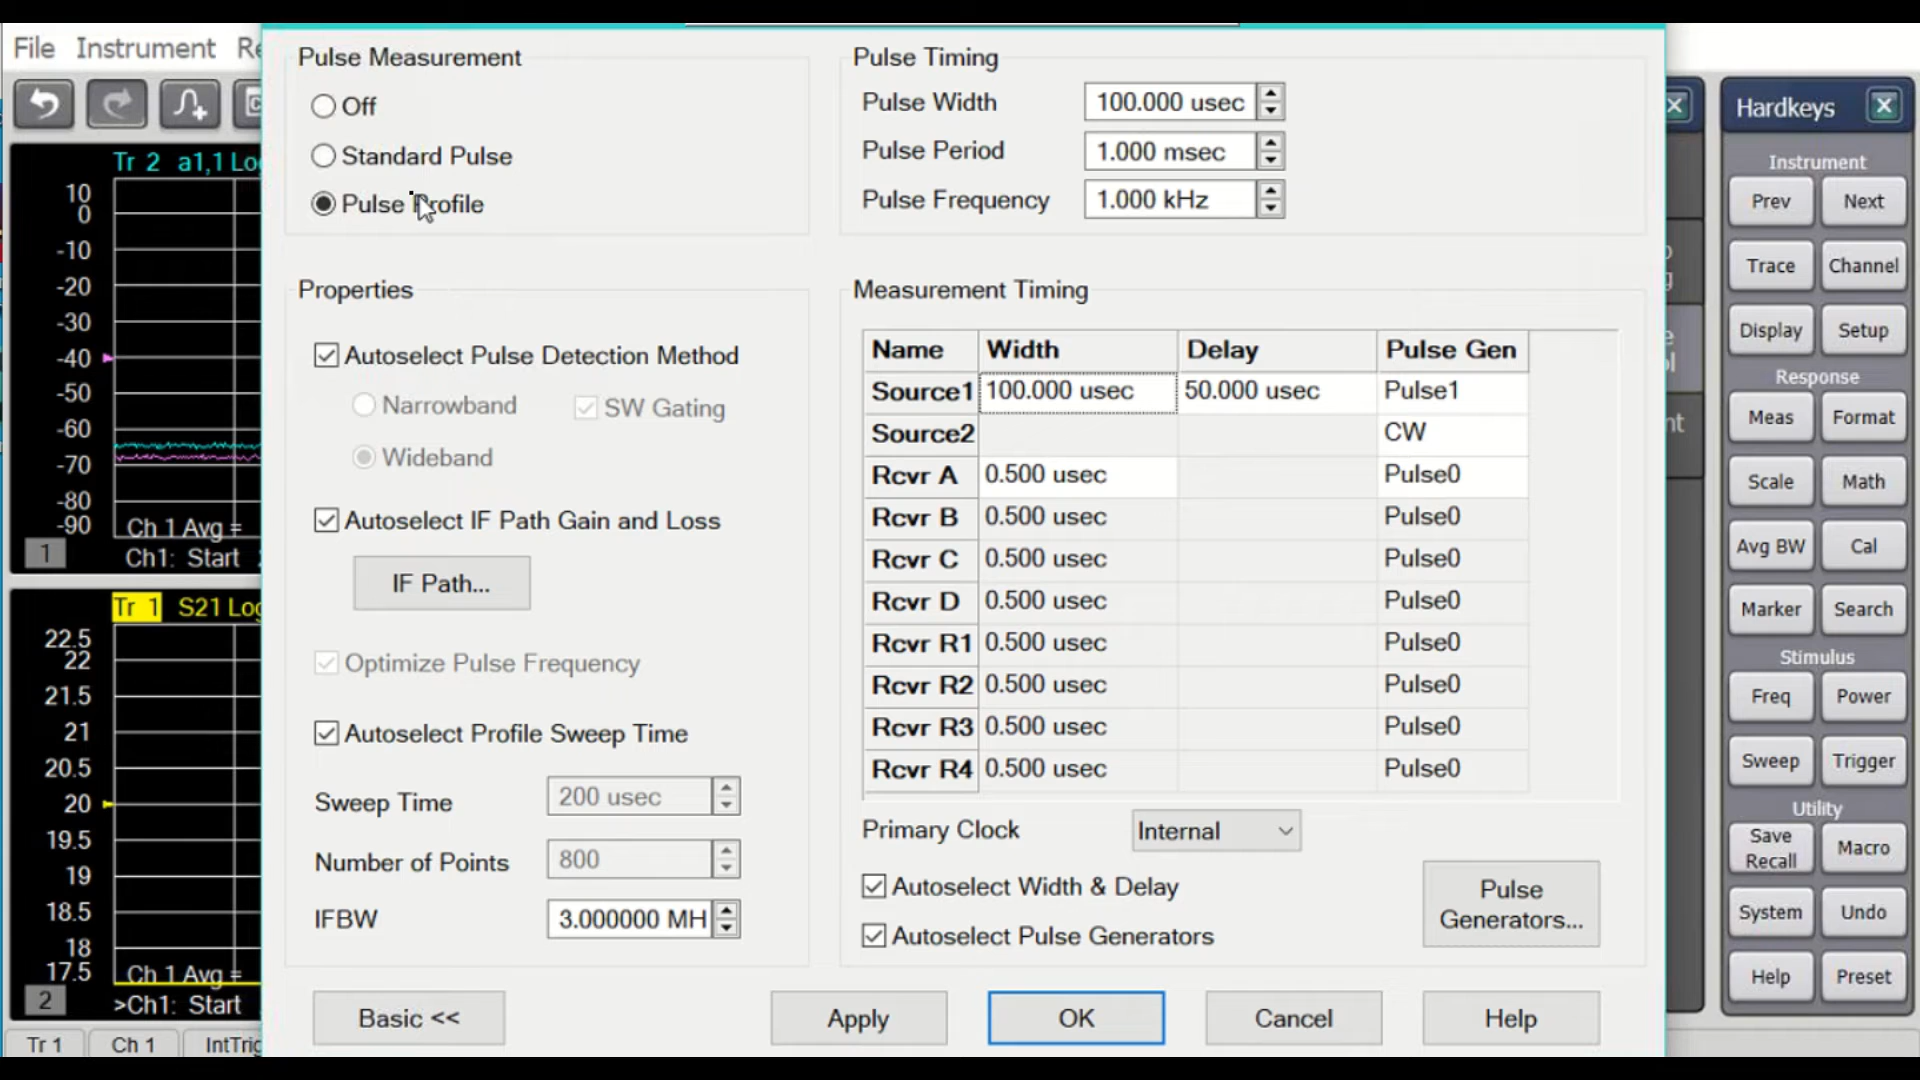 File Instrument Re
Tr 2 a1,1 Log
10
0
-10
-20
-30
-40
-50
-60
-70
-80
-90
Ch 1 Avg =
1
Ch1: Start
Tr 1 S21 Log
22.5
22
21.5
21
20.5
20
19.5
19
18.5
18
17.5
Ch 1 Avg =
2
>Ch1: Start
Tr 1 Ch 1 IntTrig
Pulse Measurement
Off
Standard Pulse
Pulse Profile
Properties
Autoselect Pulse Detection Method
Narrowband SW Gating
Wideband
Autoselect IF Path Gain and Loss
IF Path...
Optimize Pulse Frequency
Autoselect Profile Sweep Time
Sweep Time 200 usec
Number of Points 800
IFBW 3.000000 MH
Basic <<
Pulse Timing
Pulse Width 100.000 usec
Pulse Period 1.000 msec
Pulse Frequency 1.000 kHz
Measurement Timing
Name Width Delay Pulse Gen
Source1 100.000 usec 50.000 usec Pulse1
Source2 CW
Rcvr A 0.500 usec Pulse0
Rcvr B 0.500 usec Pulse0
Rcvr C 0.500 usec Pulse0
Rcvr D 0.500 usec Pulse0
Rcvr R1 0.500 usec Pulse0
Rcvr R2 0.500 usec Pulse0
Rcvr R3 0.500 usec Pulse0
Rcvr R4 0.500 usec Pulse0
Primary Clock Internal
Autoselect Width & Delay
Autoselect Pulse Generators
Pulse
Generators...
Apply OK Cancel Help
Hardkeys
Instrument
Prev Next
Trace Channel
Display Setup
Response
Meas Format
Scale Math
Avg BW Cal
Marker Search
Stimulus
Freq Power
Sweep Trigger
Utility
Save
Recall
Macro
System Undo
Help Preset